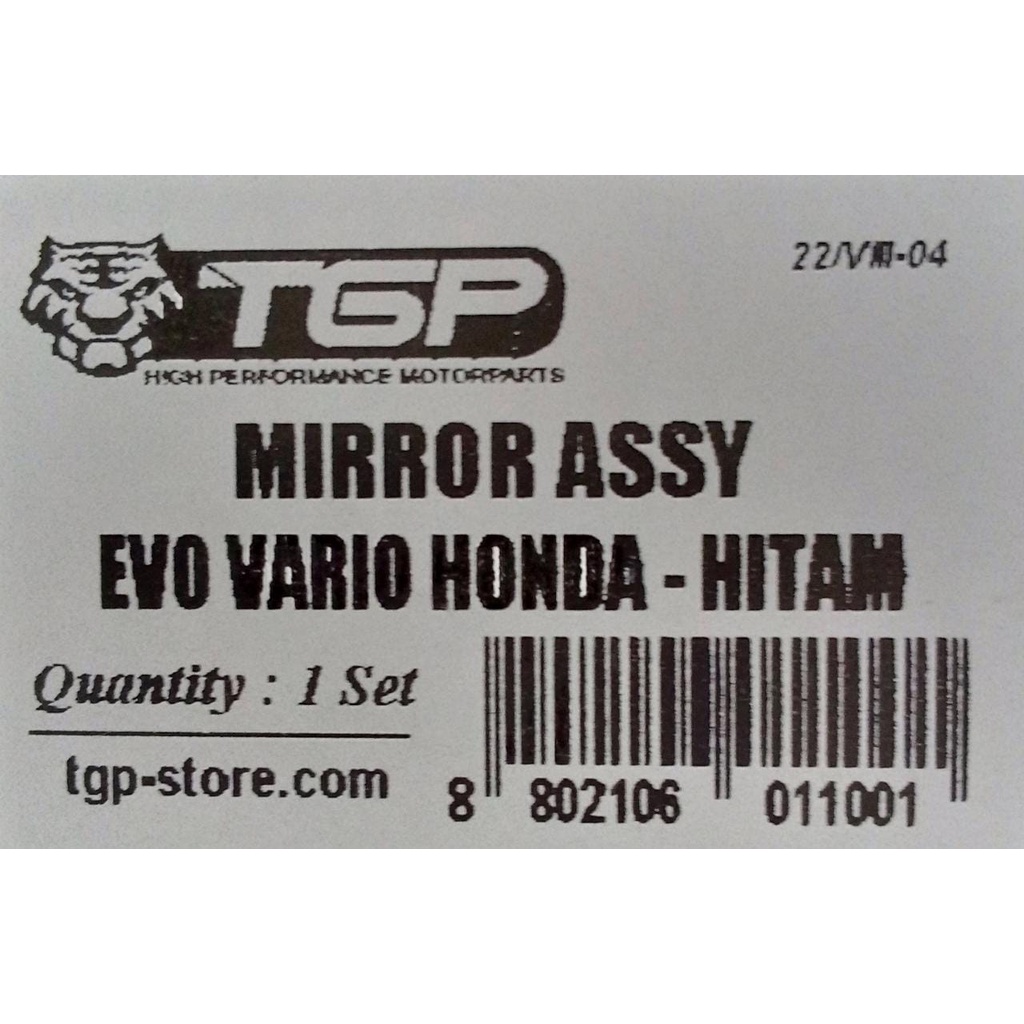 TGP
22/VIII-04
HIGH PERFORMANCE MOTORPARTS
MIRROR ASSY
EVO VARIO HONDA - HITAM
Quantity : 1 Set
tgp-store.com
8 802106 011001